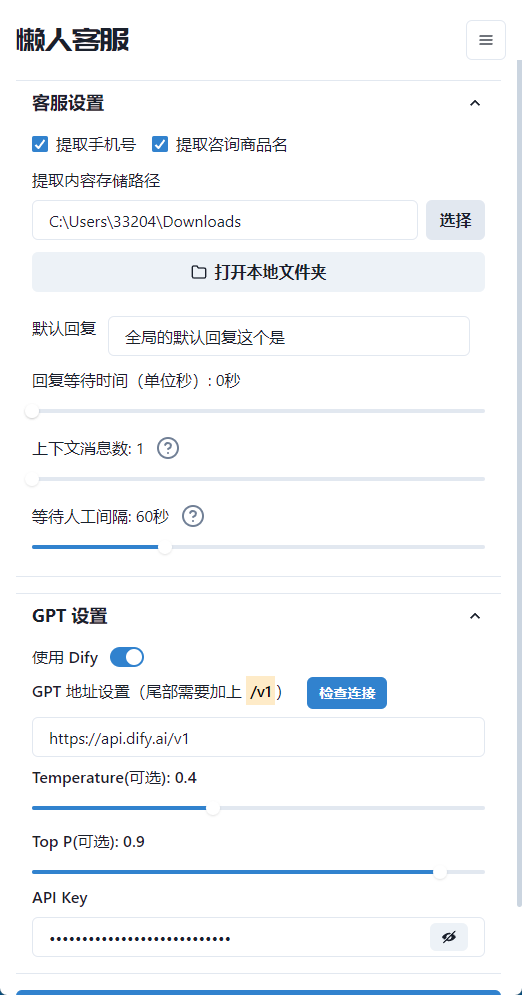 懒人客服
客服设置
提取手机号 提取咨询商品名
提取内容存储路径
C:\Users\33204\Downloads 选择
打开本地文件夹
默认回复 全局的默认回复这个是
回复等待时间（单位秒）: 0秒
上下文消息数: 1 ?
等待人工间隔: 60秒 ?
GPT 设置
使用 Dify
GPT 地址设置（尾部需要加上 /v1 ） 检查连接
https://api.dify.ai/v1
Temperature(可选): 0.4
Top P(可选): 0.9
API Key
••••••••••••••••••••••••••••